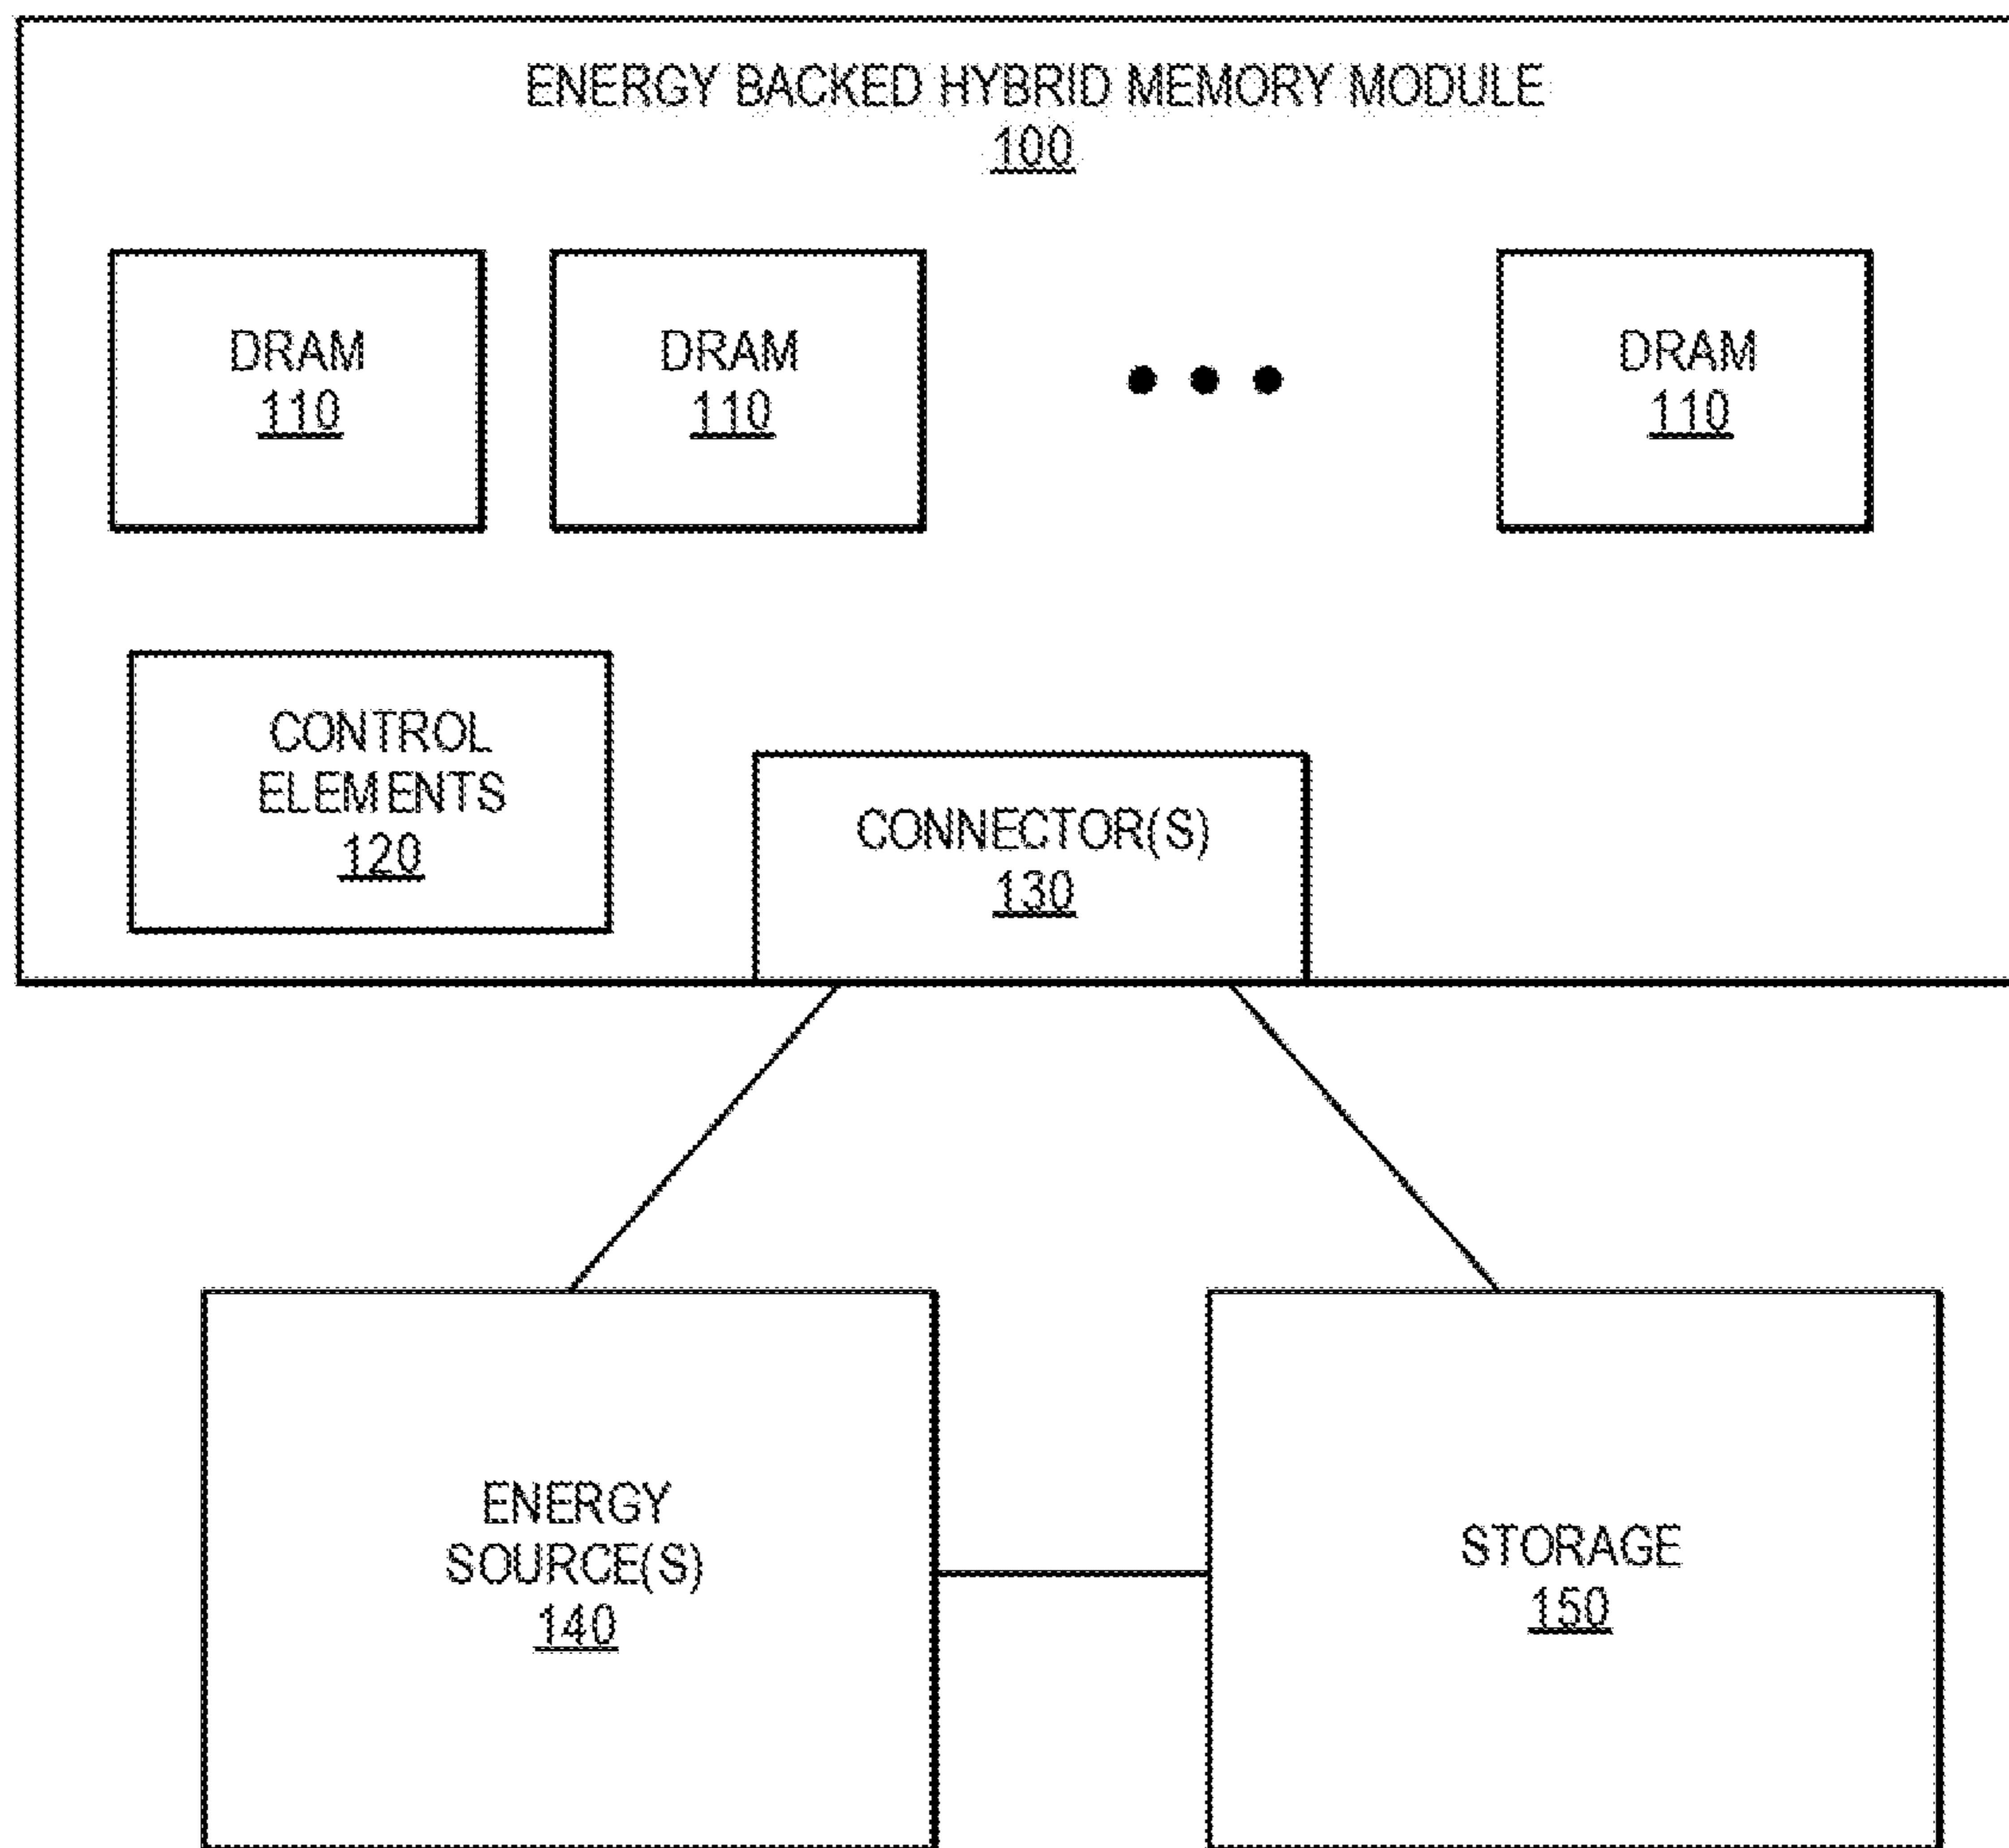 ENERGY BACKED HYBRID MEMORY MODULE
100
DRAM
110
DRAM
110
DRAM
110
CONTROL
ELEMENTS
120
CONNECTOR(S)
130
ENERGY
SOURCE(S)
140
STORAGE
150